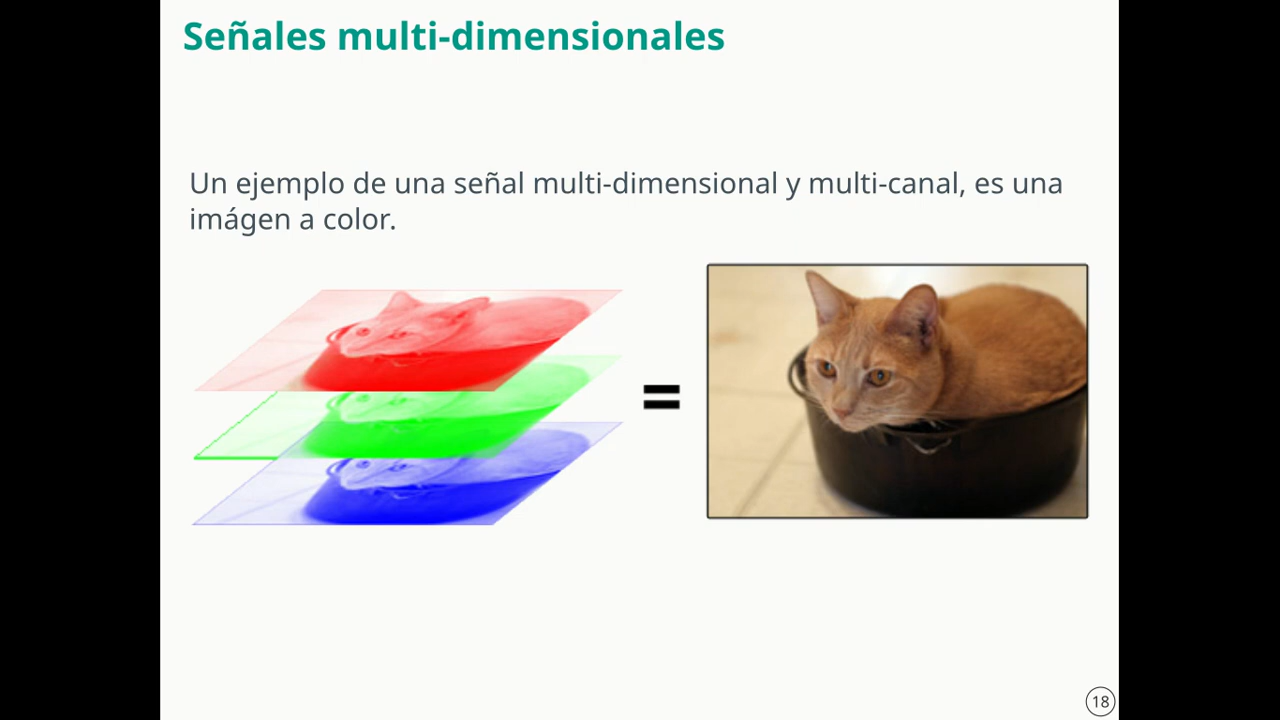 Señales multi-dimensionales
Un ejemplo de una señal multi-dimensional y multi-canal, es una
imágen a color.
=
18